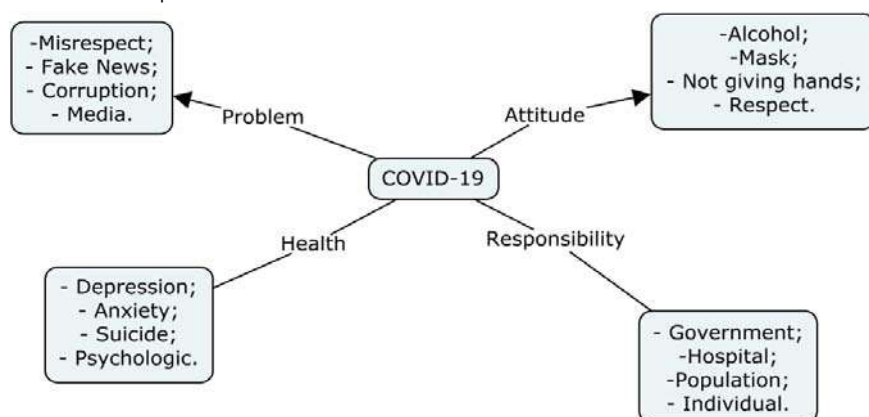 -Misrespect;
- Fake News;
- Corruption;
- Media.
-Alcohol;
-Mask;
- Not giving hands;
- Respect.
Problem
Attitude
COVID-19
Health
Responsibility
- Depression;
- Anxiety;
- Suicide;
- Psychologic.
- Government;
-Hospital;
-Population;
- Individual.